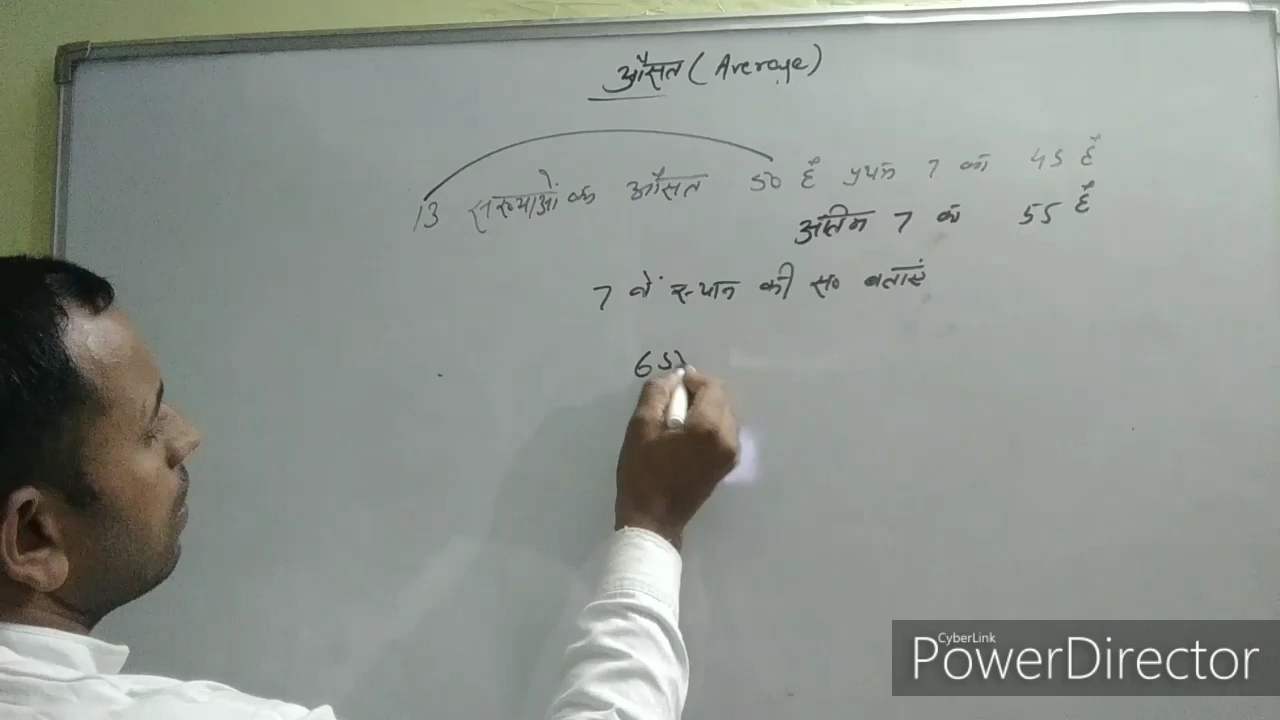 औसत ( Average )
13 संख्याओं का औसत 50 है प्रथम 7 का 45 है
अंतिम 7 का 55 है
7 वें स्थान की सं० बताएं
65
CyberLink
PowerDirector